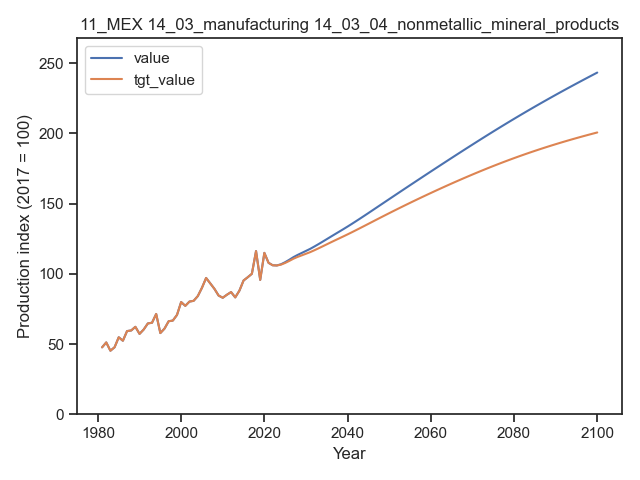 11_MEX 14_03_manufacturing 14_03_04_nonmetallic_mineral_products
value
tgt_value
Production index (2017 = 100)
250
200
150
100
50
0
1980
2000
2020
2040
2060
2080
2100
Year